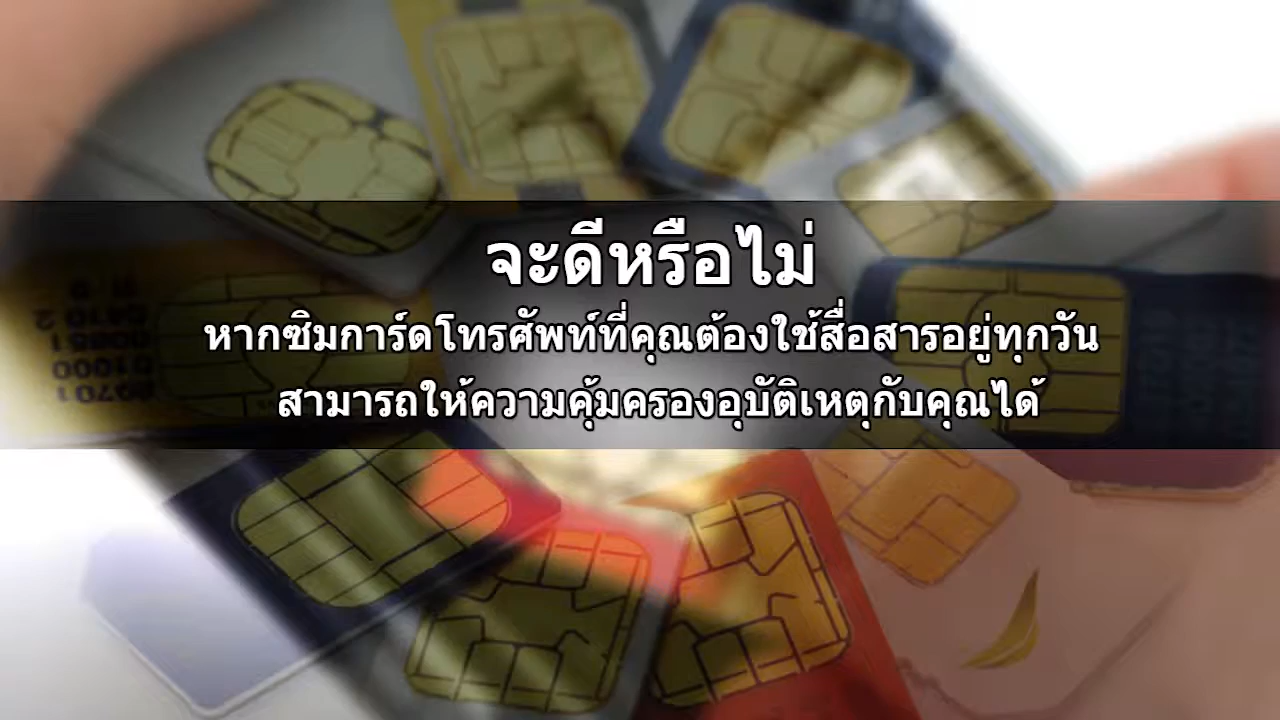 จะดีหรือไม่
หากซิมการ์ดโทรศัพท์ที่คุณต้องใช้สื่อสารอยู่ทุกวัน
สามารถให้ความคุ้มครองอุบัติเหตุกับคุณได้